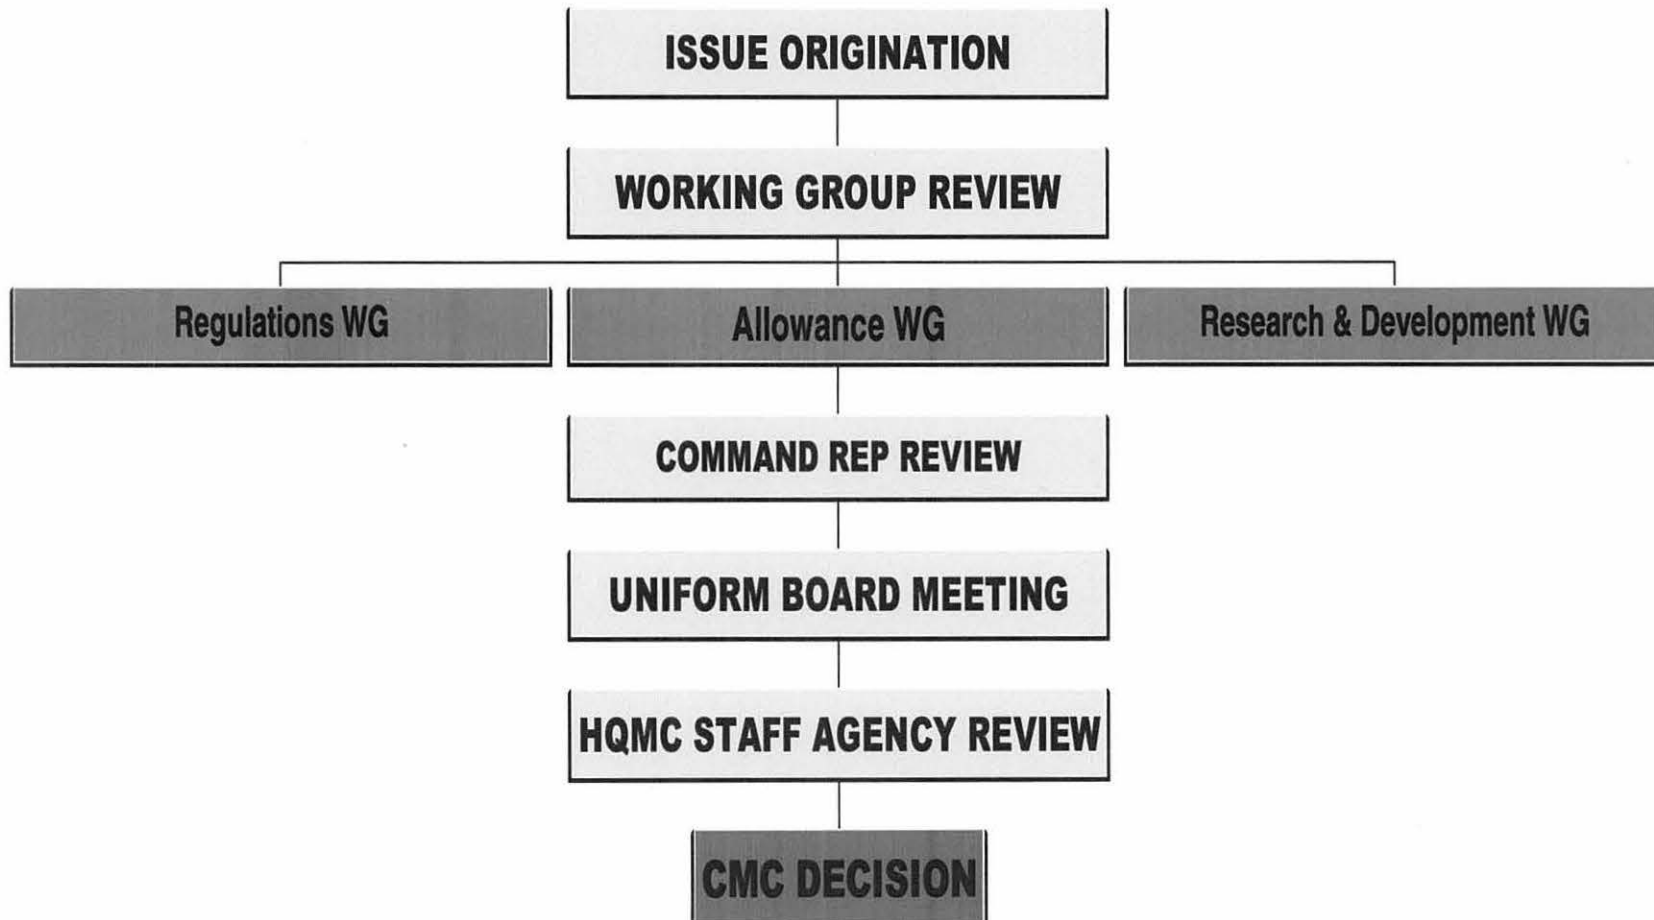 ISSUE ORIGINATION
WORKING GROUP REVIEW
Regulations WG
Allowance WG
Research & Development WG
COMMAND REP REVIEW
UNIFORM BOARD MEETING
HQMC STAFF AGENCY REVIEW
CMC DECISION